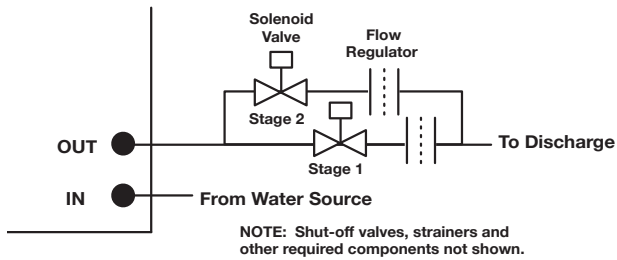 Solenoid
Valve
Flow
Regulator
Stage 2
OUT
To Discharge
Stage 1
IN
From Water Source
NOTE: Shut-off valves, strainers and
other required components not shown.